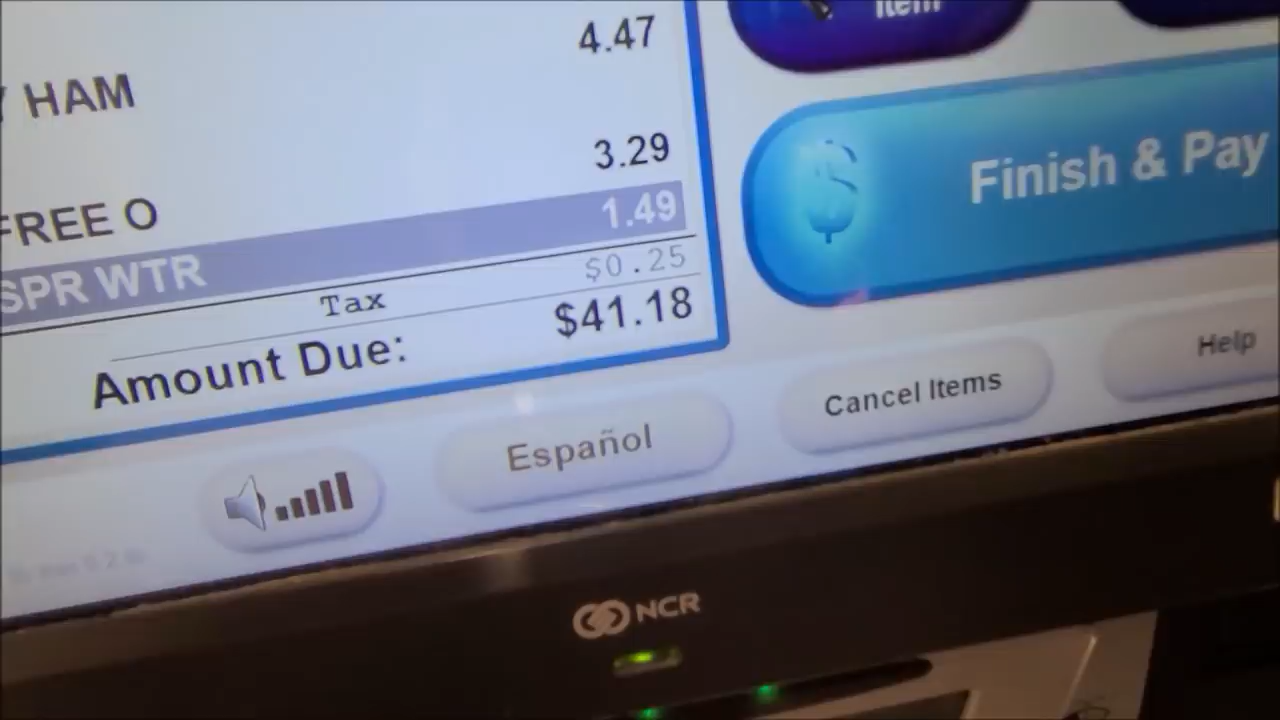 4.47
HAM
3.29
FREE O
1.49
SPR WTR
Tax $0.25
Amount Due: $41.18
Item
Finish & Pay
Español
Cancel Items
Help
NCR